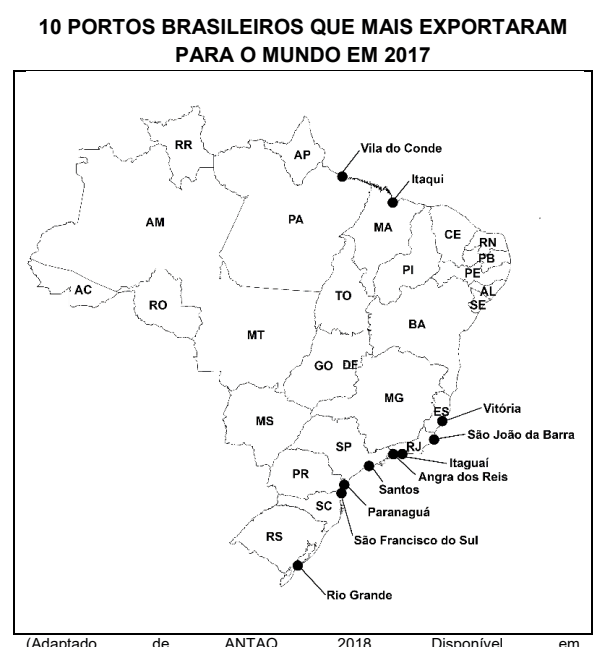 10 PORTOS BRASILEIROS QUE MAIS EXPORTARAM
PARA O MUNDO EM 2017
RR
AP
Vila do Conde
Itaqui
AM
PA
MA
CE
RN
PB
PE
PI
AL
SE
AC
RO
TO
BA
MT
GO DF
MG
ES
Vitória
MS
São João da Barra
SP
RJ
Itaguaí
Angra dos Reis
PR
Santos
Paranaguá
SC
São Francisco do Sul
RS
Rio Grande
(Adaptado de ANTAQ 2018 Disponível em